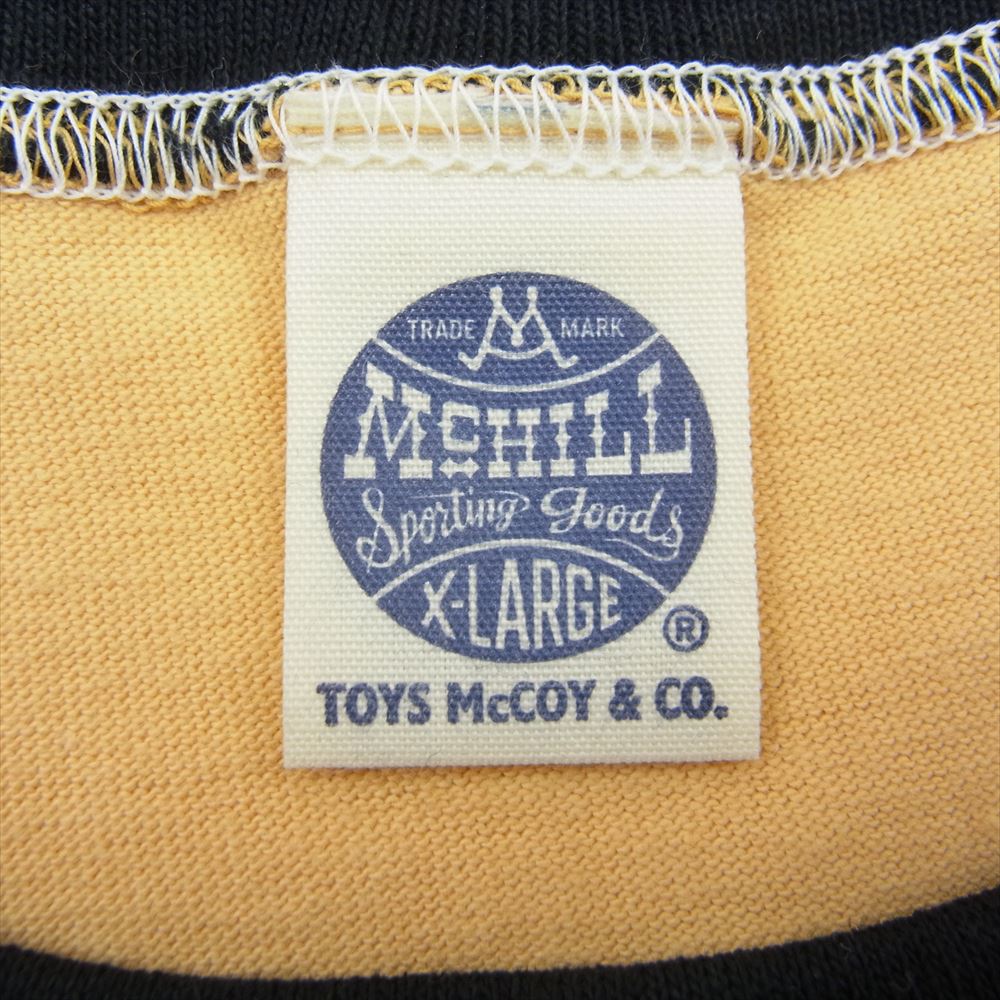 TRADE M MARK
McHILL
Sporting Goods
X-LARGE
®
TOYS McCOY & CO.